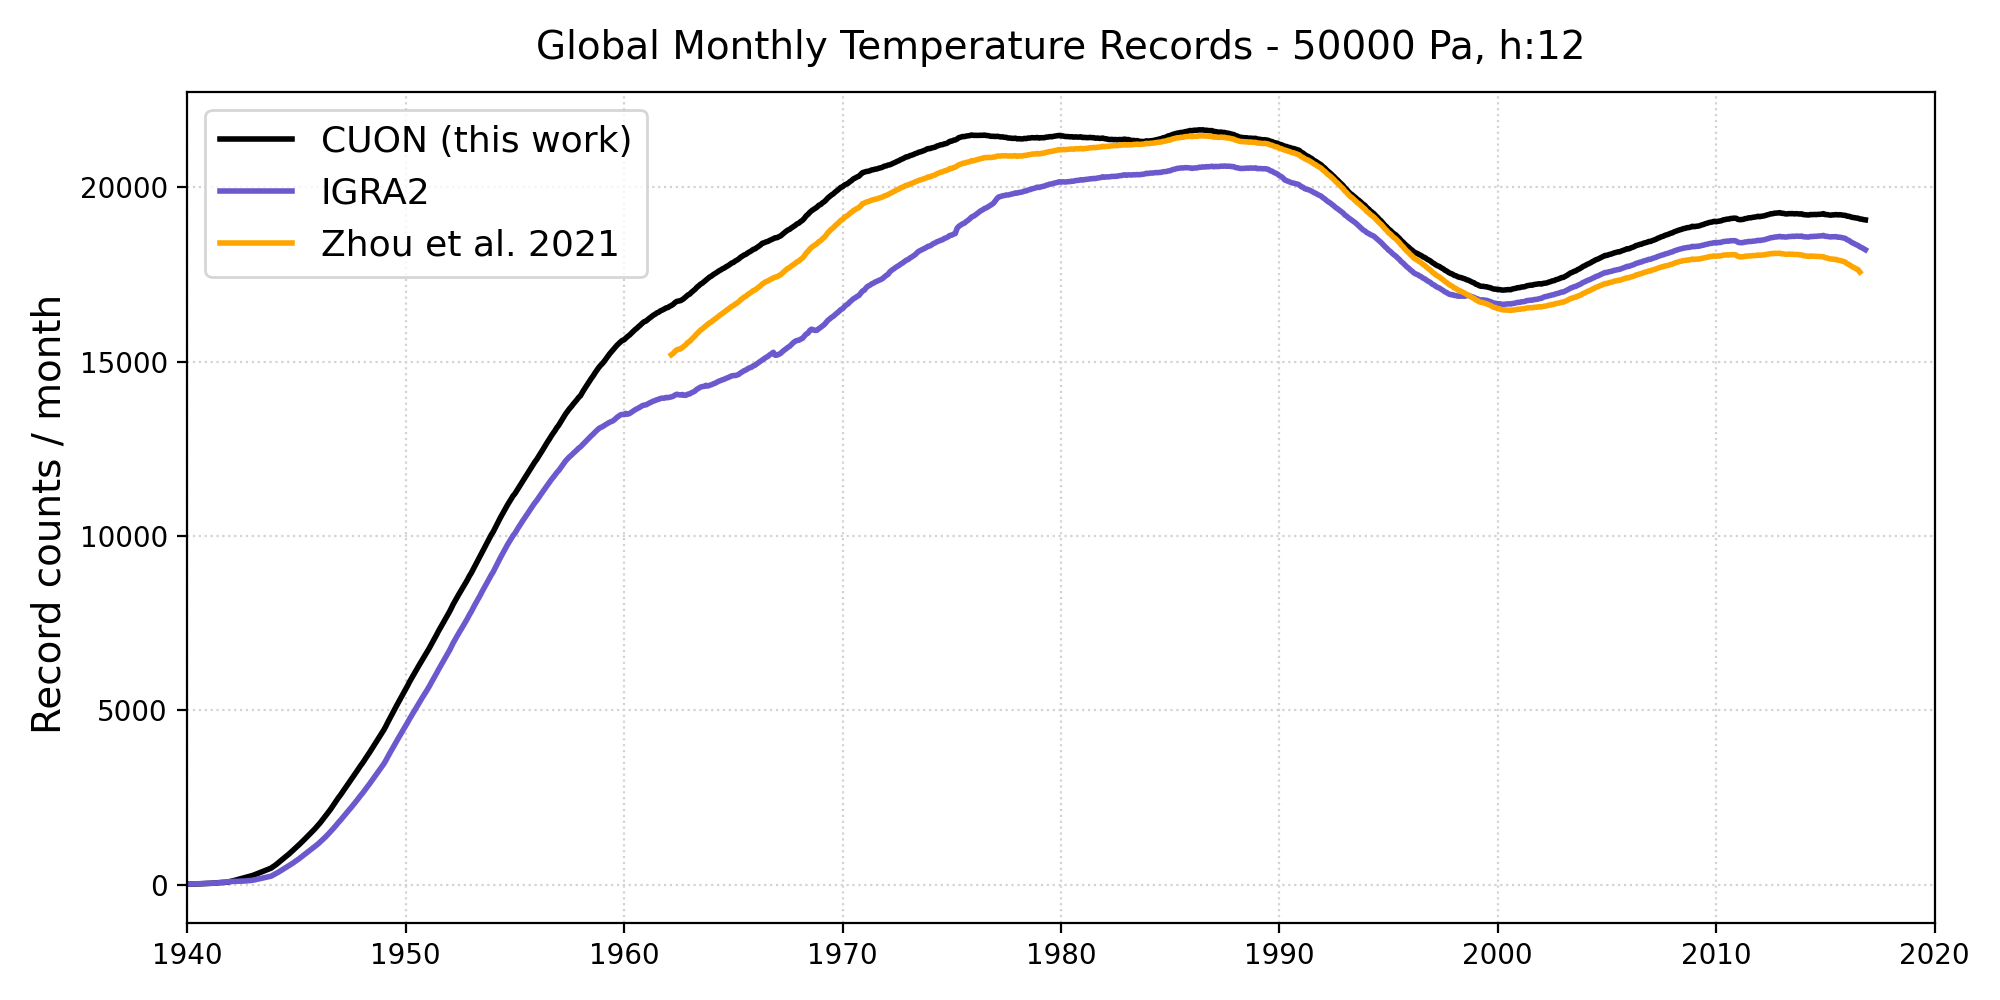 Global Monthly Temperature Records - 50000 Pa, h:12
CUON (this work)
IGRA2
Zhou et al. 2021
Record counts / month
20000
15000
10000
5000
0
1940 1950 1960 1970 1980 1990 2000 2010 2020